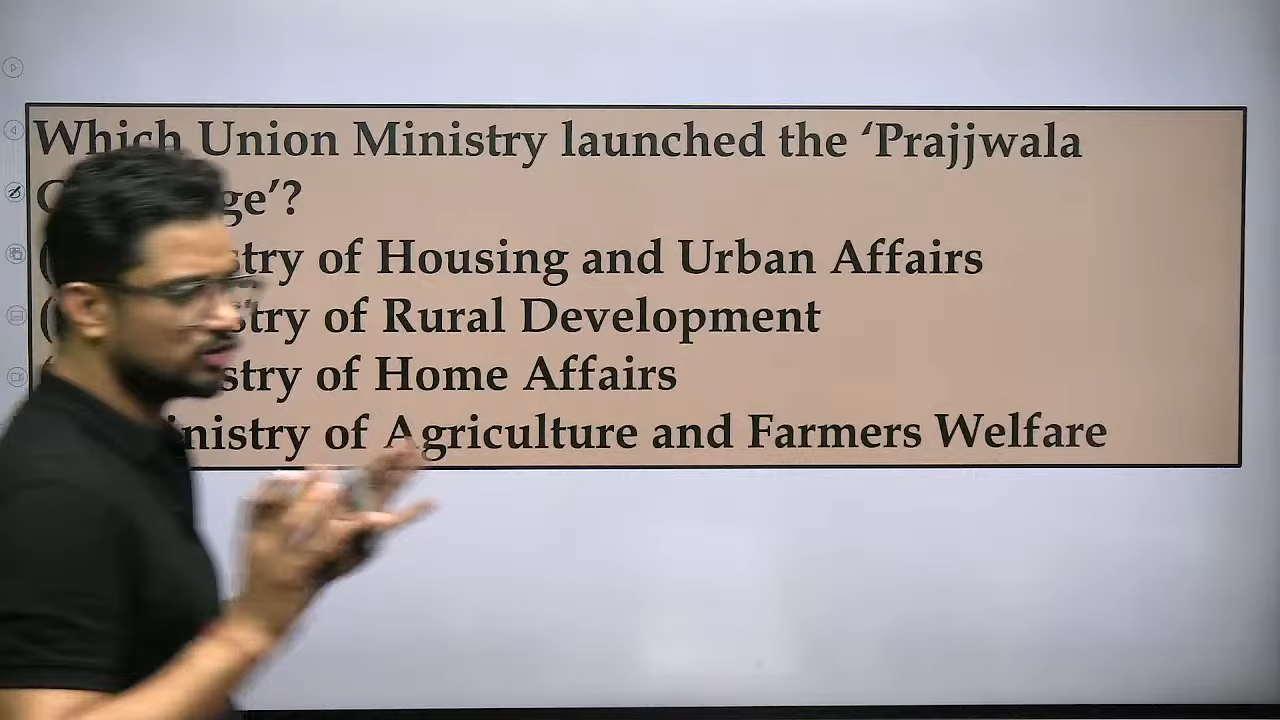 Which Union Ministry launched the ‘Prajjwala
ge’?
stry of Housing and Urban Affairs
stry of Rural Development
stry of Home Affairs
inistry of Agriculture and Farmers Welfare